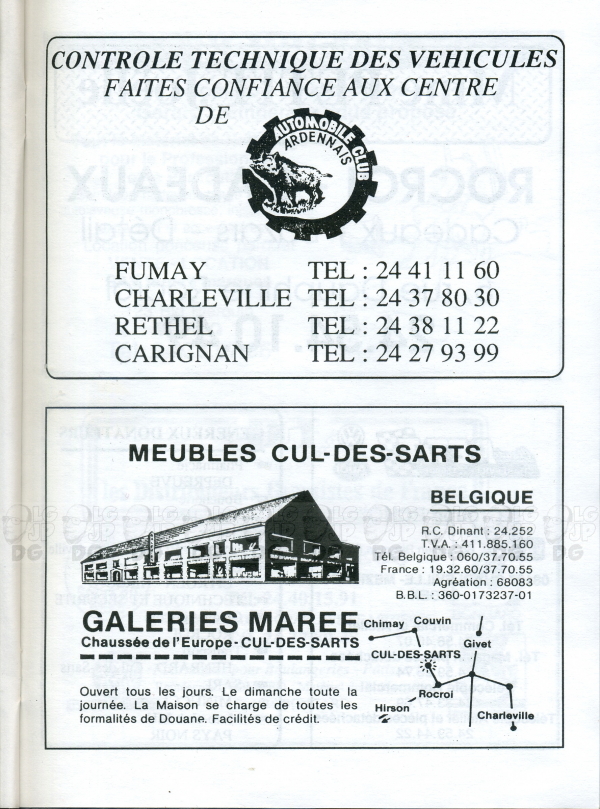 CONTROLE TECHNIQUE DES VEHICULES
FAITES CONFIANCE AUX CENTRE
DE
AUTOMOBILE CLUB
ARDENNAIS
FUMAY TEL : 24 41 11 60
CHARLEVILLE TEL : 24 37 80 30
RETHEL TEL : 24 38 11 22
CARIGNAN TEL : 24 27 93 99
MEUBLES CUL-DES-SARTS
BELGIQUE
R.C. Dinant : 24.252
T.V.A. : 411.885.160
Tél. Belgique : 060/37.70.55
France : 19.32.60/37.70.55
Agréation : 68083
B.B.L. : 360-0173237-01
GALERIES MAREE
Chaussée de l'Europe - CUL-DES-SARTS
Chimay
Couvin
Givet
CUL-DES-SARTS
Rocroi
Hirson
Charleville
Ouvert tous les jours. Le dimanche toute la
journée. La Maison se charge de toutes les
formalités de Douane. Facilités de crédit.